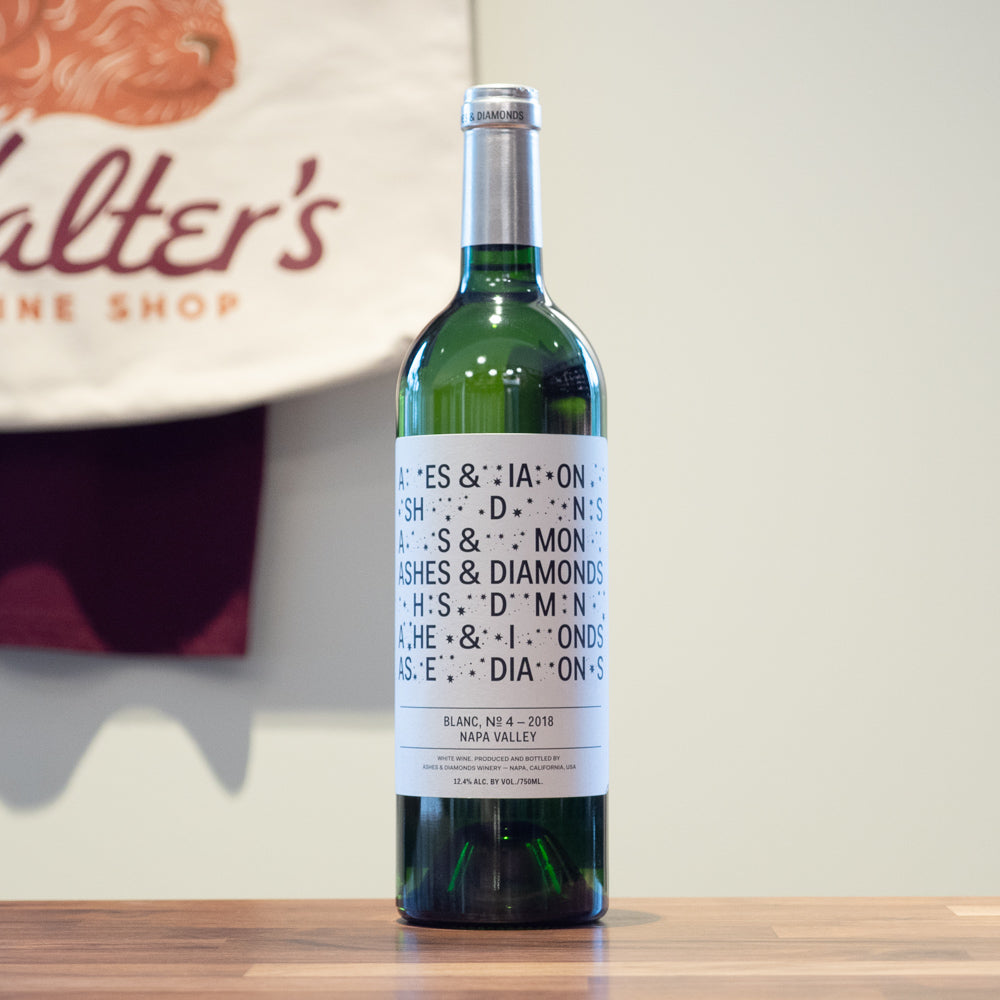 ES & DIAMONDS
alter's
INE SHOP
A ES & IA ON
SH D N S
A S & MON
ASHES & DIAMONDS
H S D M N
A HE & I ONDS
AS E DIA ON S
BLANC, Nº 4 – 2018
NAPA VALLEY
WHITE WINE. PRODUCED AND BOTTLED BY
ASHES & DIAMONDS WINERY — NAPA, CALIFORNIA, USA
12.4% ALC. BY VOL./750ML.